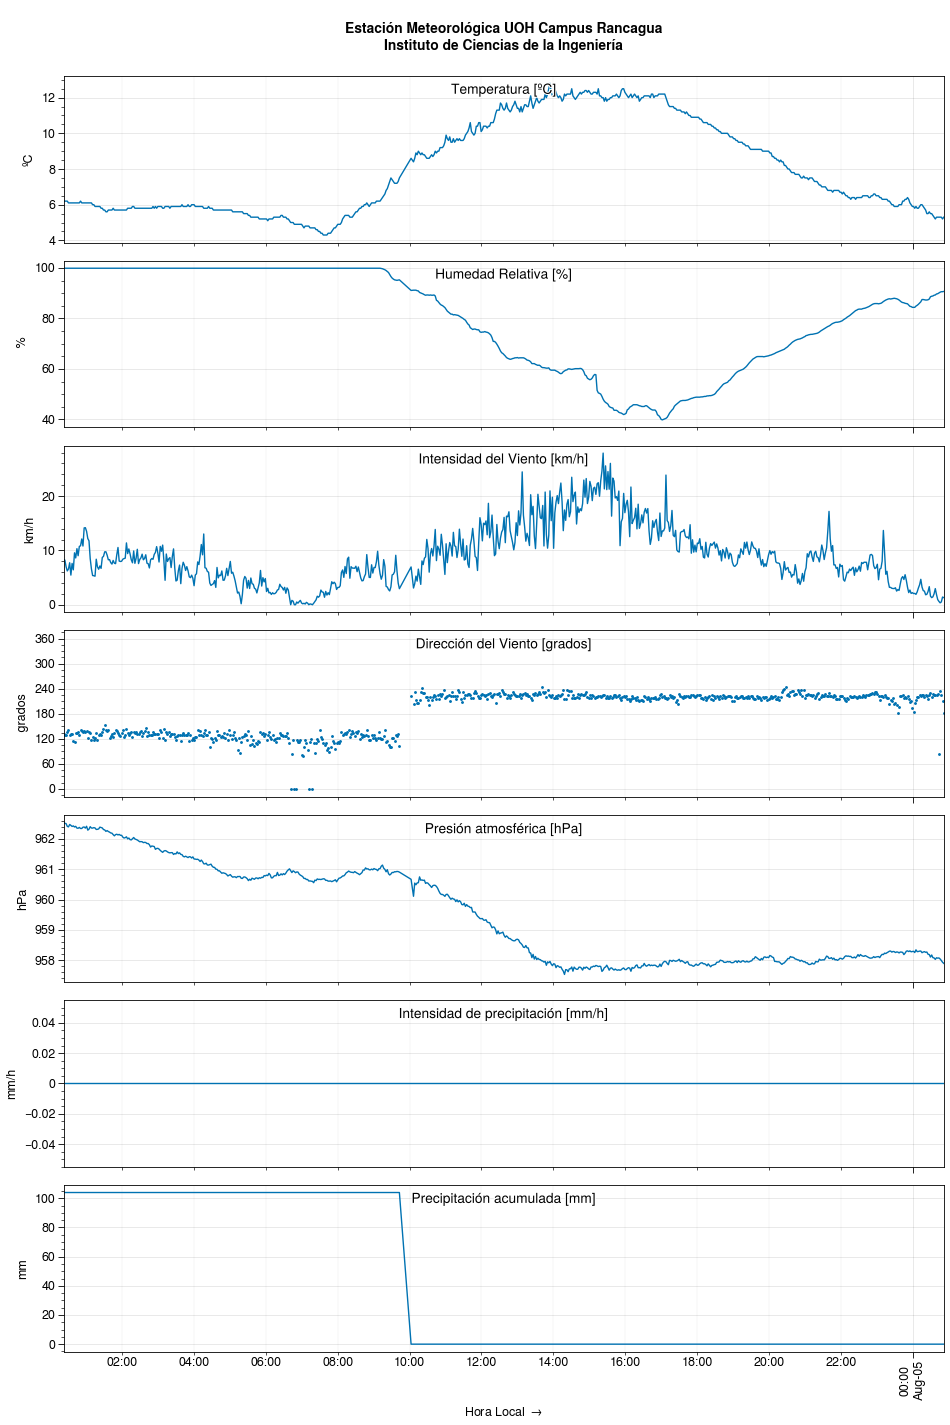 Estación Meteorológica UOH Campus Rancagua
Instituto de Ciencias de la Ingeniería
Temperatura [ºC]
12
10
8
6
4
ºC
Humedad Relativa [%]
100
80
60
40
%
Intensidad del Viento [km/h]
20
10
0
km/h
Dirección del Viento [grados]
360
300
240
180
120
60
0
grados
Presión atmosférica [hPa]
962
961
960
959
958
hPa
Intensidad de precipitación [mm/h]
0.04
0.02
0
−0.02
−0.04
mm/h
Precipitación acumulada [mm]
100
80
60
40
20
0
mm
02:00 04:00 06:00 08:00 10:00 12:00 14:00 16:00 18:00 20:00 22:00 00:00
Aug-05
Hora Local →